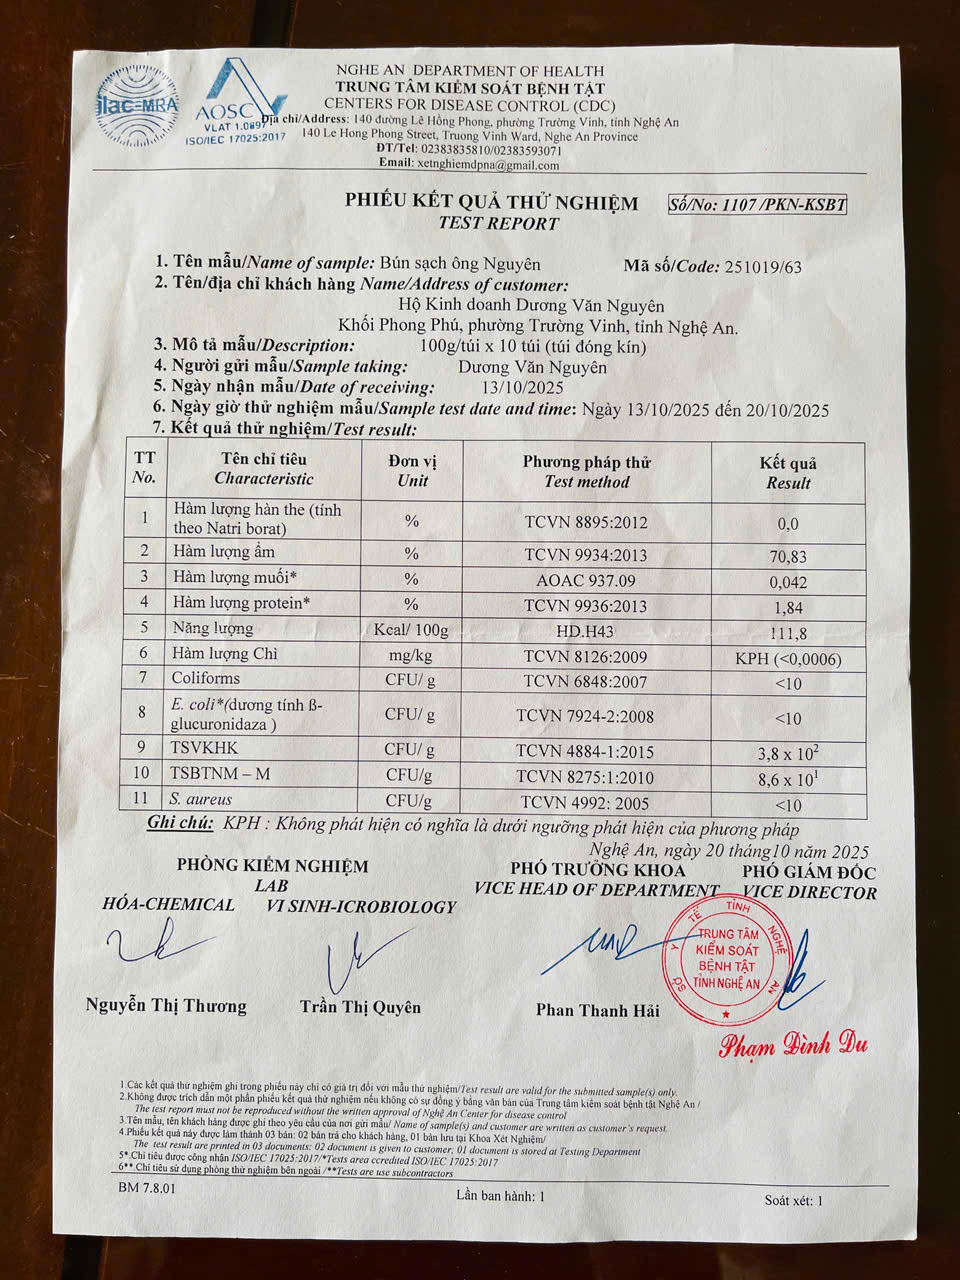 ilac-MRA
AOSC
VLAT 1.0897
ISO/IEC 17025:2017
NGHE AN DEPARTMENT OF HEALTH
TRUNG TÂM KIỂM SOÁT BỆNH TẬT
CENTERS FOR DISEASE CONTROL (CDC)
Địa chỉ/Address: 140 đường Lê Hồng Phong, phường Trường Vinh, tỉnh Nghệ An
140 Le Hong Phong Street, Truong Vinh Ward, Nghe An Province
ĐT/Tel: 02383835810/02383593071
Email: xetnghiemdpna@gmail.com
PHIẾU KẾT QUẢ THỬ NGHIỆM
Số/No: 1107 /PKN-KSBT
TEST REPORT
1. Tên mẫu/Name of sample: Bún sạch ông Nguyên Mã số/Code: 251019/63
2. Tên/địa chỉ khách hàng Name/Address of customer:
Hộ Kinh doanh Dương Văn Nguyên
Khối Phong Phú, phường Trường Vinh, tỉnh Nghệ An.
3. Mô tả mẫu/Description: 100g/túi x 10 túi (túi đóng kín)
4. Người gửi mẫu/Sample taking: Dương Văn Nguyên
5. Ngày nhận mẫu/Date of receiving: 13/10/2025
6. Ngày giờ thử nghiệm mẫu/Sample test date and time: Ngày 13/10/2025 đến 20/10/2025
7. Kết quả thử nghiệm/Test result:
TT Tên chỉ tiêu Đơn vị Phương pháp thử Kết quả
No. Characteristic Unit Test method Result
1 Hàm lượng hàn the (tính theo Natri borat) % TCVN 8895:2012 0,0
2 Hàm lượng ẩm % TCVN 9934:2013 70,83
3 Hàm lượng muối* % AOAC 937.09 0,042
4 Hàm lượng protein* % TCVN 9936:2013 1,84
5 Năng lượng Kcal/ 100g HD.H43 111,8
6 Hàm lượng Chì mg/kg TCVN 8126:2009 KPH (<0,0006)
7 Coliforms CFU/ g TCVN 6848:2007 <10
8 E. coli*(dương tính ß-glucuronidaza ) CFU/ g TCVN 7924-2:2008 <10
9 TSVKHK CFU/ g TCVN 4884-1:2015 3,8 x 10²
10 TSBTNM – M CFU/g TCVN 8275:1:2010 8,6 x 10¹
11 S. aureus CFU/g TCVN 4992: 2005 <10
Ghi chú: KPH : Không phát hiện có nghĩa là dưới ngưỡng phát hiện của phương pháp
Nghệ An, ngày 20 tháng10 năm 2025
PHÒNG KIỂM NGHIỆM PHÓ TRƯỞNG KHOA PHÓ GIÁM ĐỐC
LAB VICE HEAD OF DEPARTMENT VICE DIRECTOR
HÓA-CHEMICAL VI SINH-ICROBIOLOGY
SỞ Y TẾ TỈNH NGHỆ AN
TRUNG TÂM
KIỂM SOÁT
BỆNH TẬT
TỈNH NGHỆ AN
Nguyễn Thị Thương Trần Thị Quyên Phan Thanh Hải
Phạm Đình Du
1 Các kết quả thử nghiệm ghi trong phiếu này chỉ có giá trị đối với mẫu thử nghiệm/Test result are valid for the submitted sample(s) only.
2.Không được trích dẫn một phần phiếu kết quả thử nghiệm nếu không có sự đồng ý bằng văn bản của Trung tâm kiểm soát bệnh tật Nghệ An /
The test report must not be reproduced without the written approval of Nghệ An Center for disease control
3.Tên mẫu, tên khách hàng được ghi theo yêu cầu của nơi gửi mẫu/ Name of sample(s) and customer are written as customer's request.
4.Phiếu kết quả này được làm thành 03 bản: 02 bản trả cho khách hàng, 01 bản lưu tại Khoa Xét Nghiệm/
The test result are printed in 03 documents: 02 document is given to customer; 01 document is stored at Testing Department
5*.Chỉ tiêu được công nhận ISO/IEC 17025:2017/*Tests area ccredited ISO/IEC 17025:2017
6**.Chỉ tiêu sử dụng phòng thử nghiệm bên ngoài /**Tests are use subcontractors
BM 7.8.01 Lần ban hành: 1 Soát xét: 1